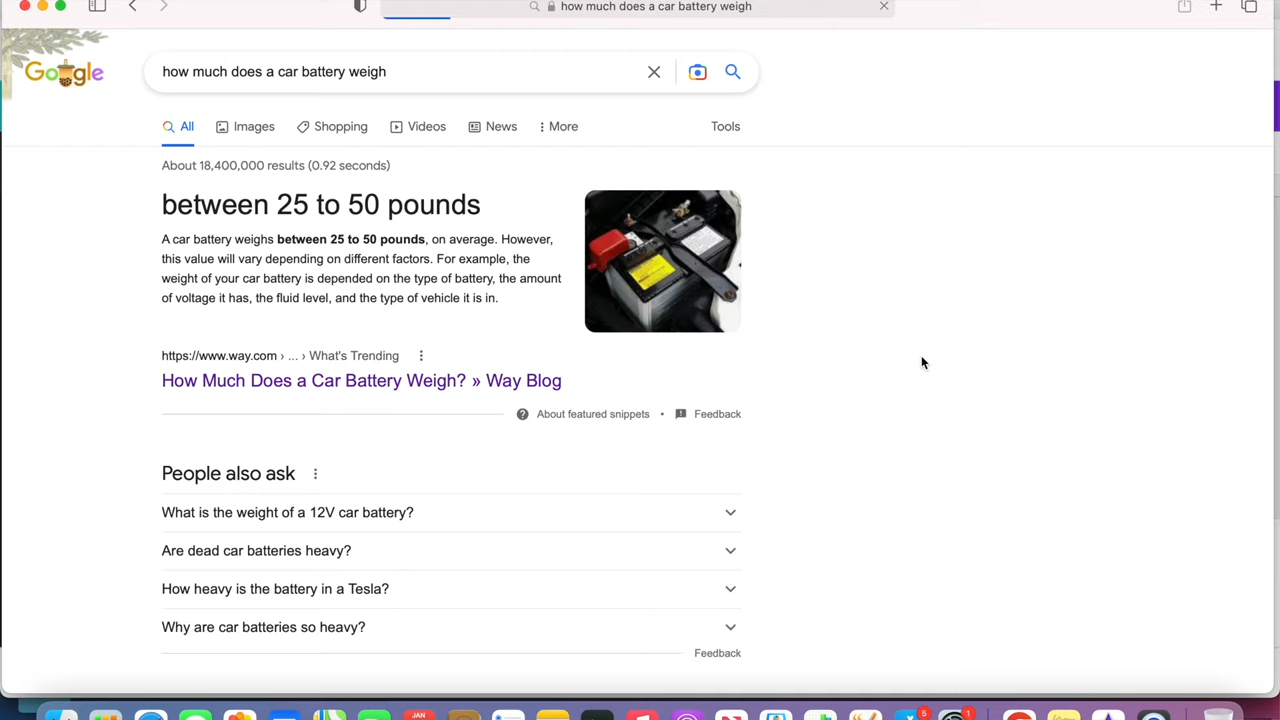 how much does a car battery weigh
Google
how much does a car battery weigh
All Images Shopping Videos News More Tools
About 18,400,000 results (0.92 seconds)
between 25 to 50 pounds
A car battery weighs between 25 to 50 pounds, on average. However,
this value will vary depending on different factors. For example, the
weight of your car battery is depended on the type of battery, the amount
of voltage it has, the fluid level, and the type of vehicle it is in.
https://www.way.com › ... › What's Trending
How Much Does a Car Battery Weigh? » Way Blog
About featured snippets • Feedback
People also ask
What is the weight of a 12V car battery?
Are dead car batteries heavy?
How heavy is the battery in a Tesla?
Why are car batteries so heavy?
Feedback
JAN 6 1